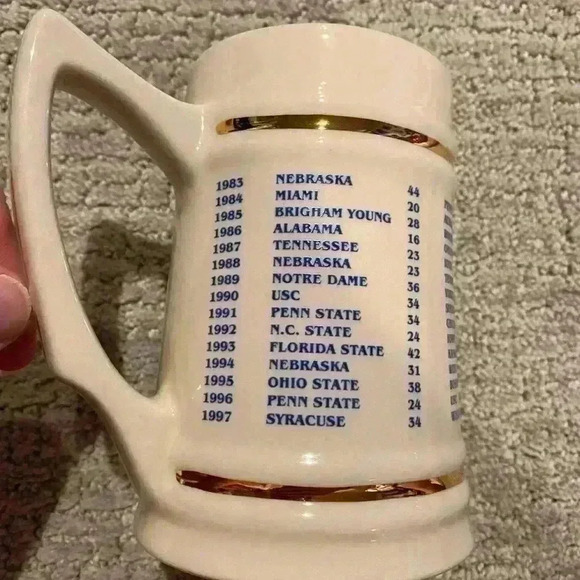 1983 NEBRASKA 44
1984 MIAMI 20
1985 BRIGHAM YOUNG 28
1986 ALABAMA 16
1987 TENNESSEE 23
1988 NEBRASKA 23
1989 NOTRE DAME 36
1990 USC 34
1991 PENN STATE 34
1992 N.C. STATE 24
1993 FLORIDA STATE 42
1994 NEBRASKA 31
1995 OHIO STATE 38
1996 PENN STATE 24
1997 SYRACUSE 34